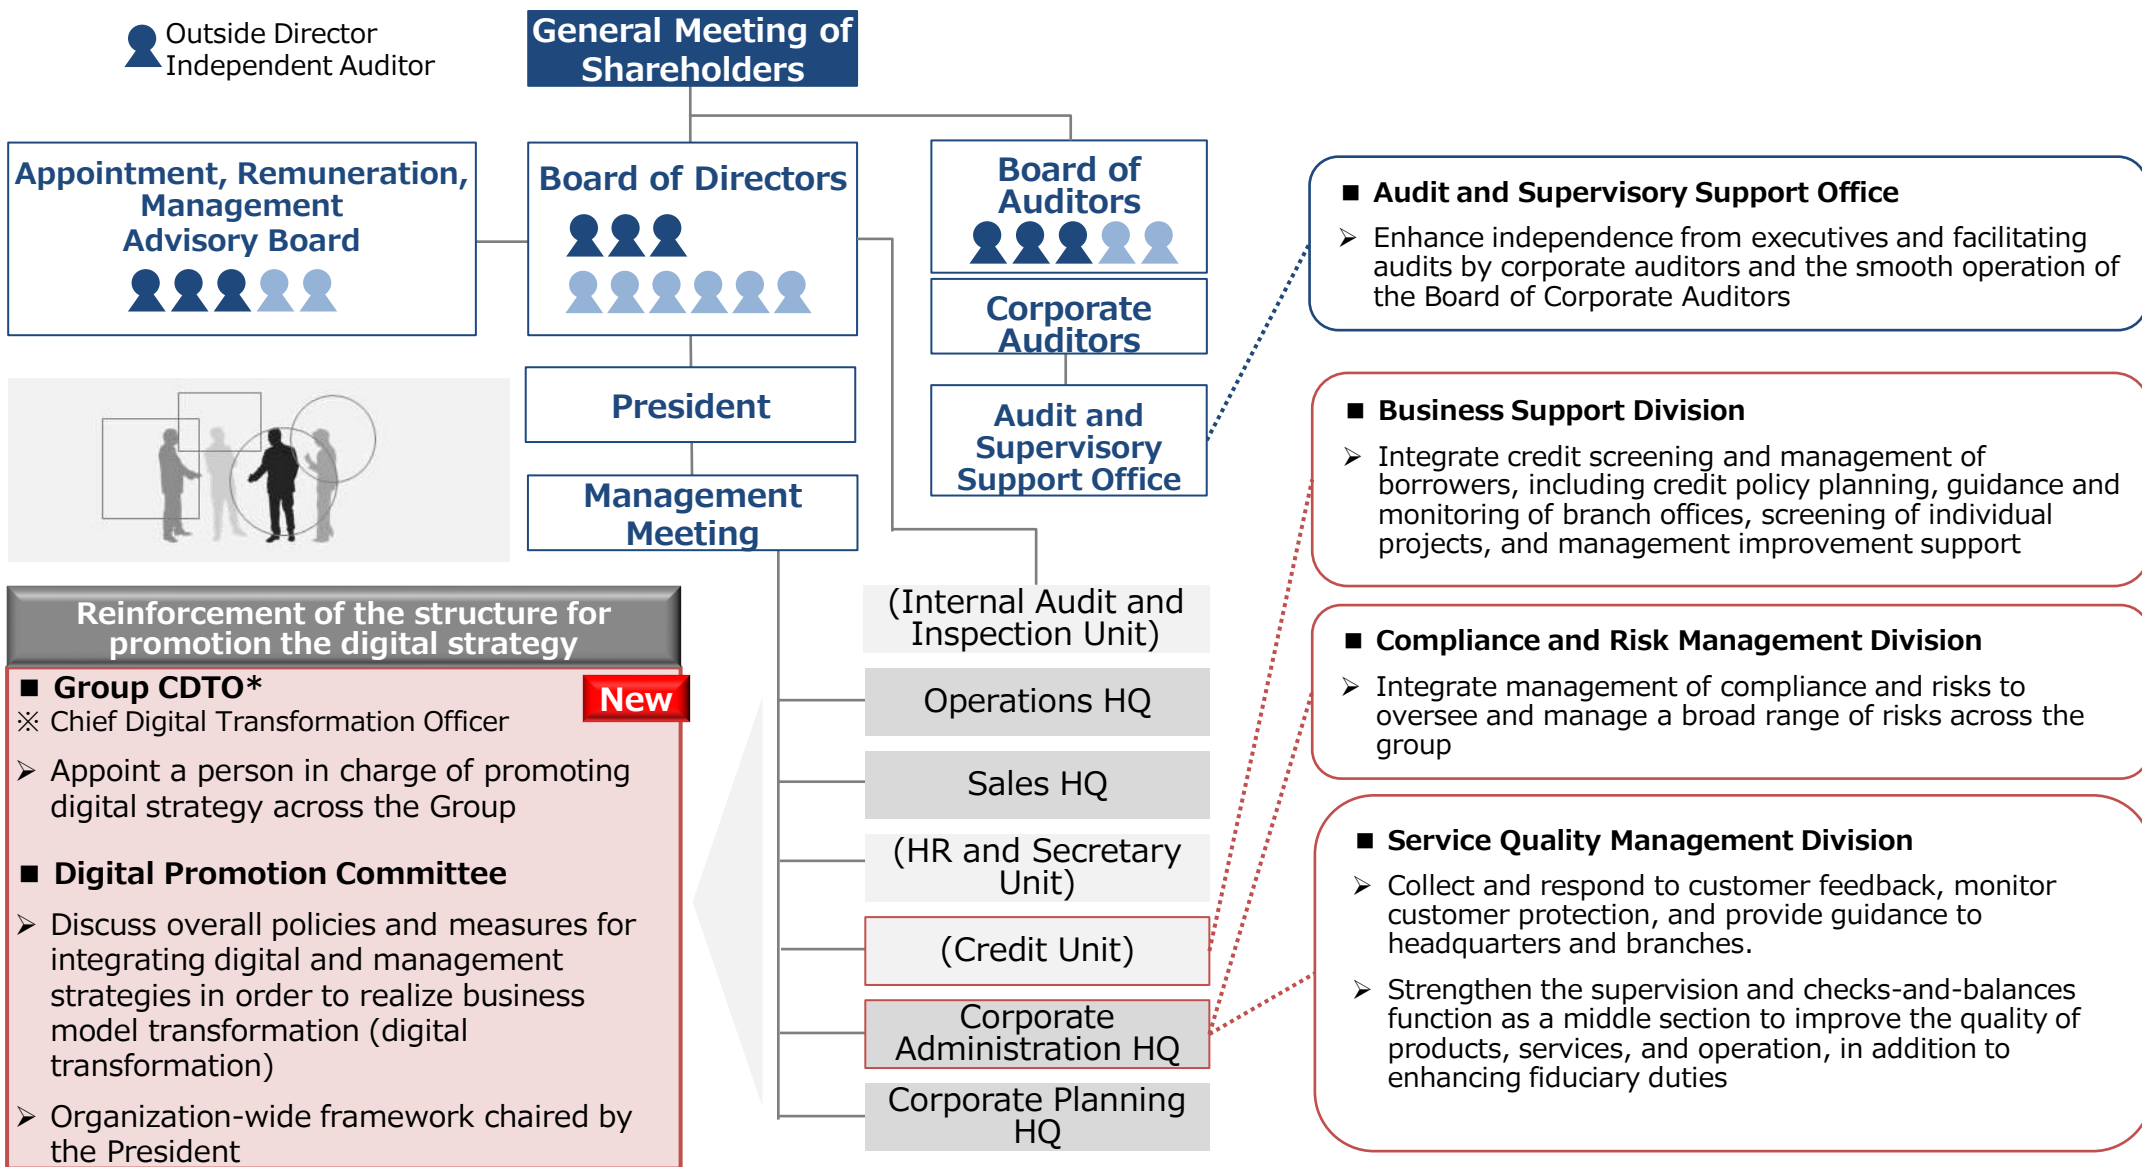 Outside Director
Independent Auditor
General Meeting of
Shareholders
Appointment, Remuneration,
Management
Advisory Board
Board of Directors
Board of
Auditors
Corporate
Auditors
President
Audit and
Supervisory
Support Office
Management
Meeting
■ Audit and Supervisory Support Office
➢ Enhance independence from executives and facilitating
audits by corporate auditors and the smooth operation of
the Board of Corporate Auditors
■ Business Support Division
➢ Integrate credit screening and management of
borrowers, including credit policy planning, guidance and
monitoring of branch offices, screening of individual
projects, and management improvement support
■ Compliance and Risk Management Division
➢ Integrate management of compliance and risks to
oversee and manage a broad range of risks across the
group
■ Service Quality Management Division
➢ Collect and respond to customer feedback, monitor
customer protection, and provide guidance to
headquarters and branches.
➢ Strengthen the supervision and checks-and-balances
function as a middle section to improve the quality of
products, services, and operation, in addition to
enhancing fiduciary duties
(Internal Audit and
Inspection Unit)
Operations HQ
Sales HQ
(HR and Secretary
Unit)
(Credit Unit)
Corporate
Administration HQ
Corporate Planning
HQ
Reinforcement of the structure for
promotion the digital strategy
■ Group CDTO*
New
※ Chief Digital Transformation Officer
➢ Appoint a person in charge of promoting
digital strategy across the Group
■ Digital Promotion Committee
➢ Discuss overall policies and measures for
integrating digital and management
strategies in order to realize business
model transformation (digital
transformation)
➢ Organization-wide framework chaired by
the President